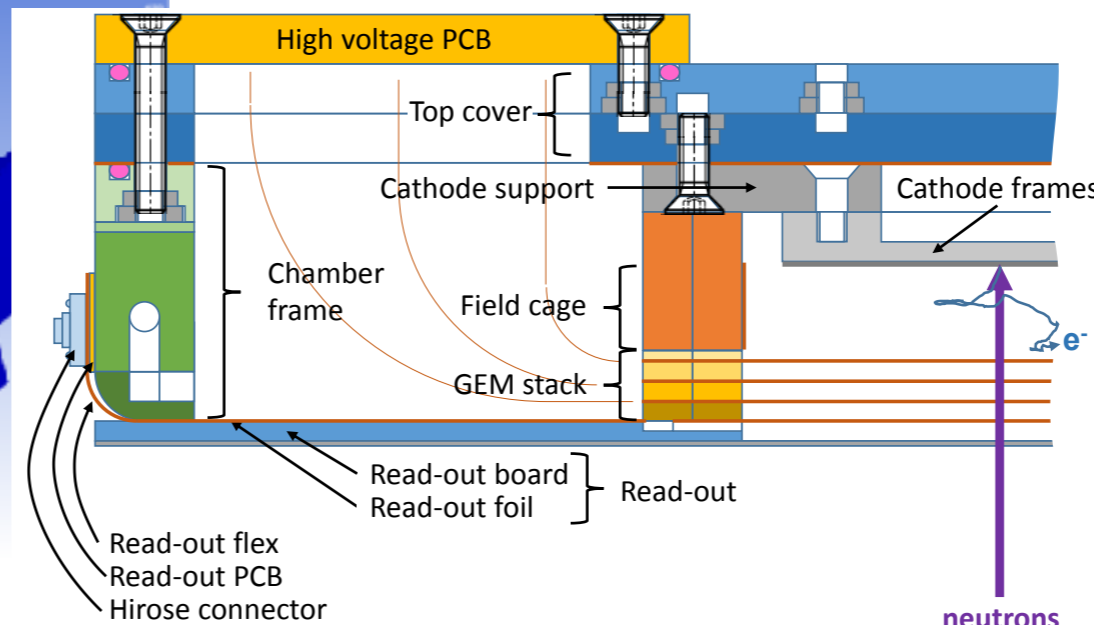 High voltage PCB
Top cover
Cathode support
Cathode frames
Chamber
frame
Field cage
GEM stack
e-
Read-out board
Read-out foil
Read-out
Read-out flex
Read-out PCB
Hirose connector
neutrons